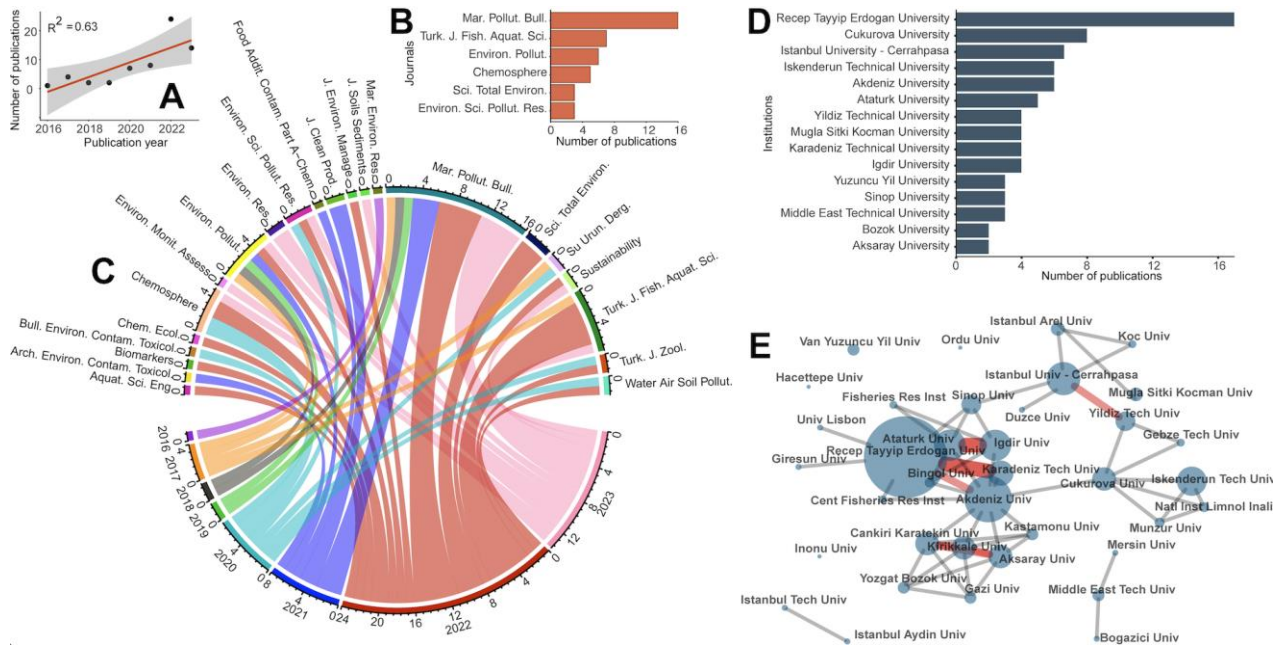 A
R² = 0.63
Number of publications
20
10
0
2016
2018
2020
2022
Publication year
B
Journals
Mar. Pollut. Bull.
Turk. J. Fish. Aquat. Sci.
Environ. Pollut.
Chemosphere
Sci. Total Environ.
Environ. Sci Pollut. Res.
0
4
8
12
16
Number of publications
C
Aquat. Sci. Eng.
Arch. Environ. Contam. Toxicol
Biomarkers
Bull. Environ. Contam. Toxicol.
Chem. Ecol.
Chemosphere
Environ. Monit. Assess
Environ. Pollut.
Environ. Res.
Environ. Sci. Pollut. Res.
Food Addit. Contam. Part A-Chem.
J. Clean Prod.
J. Environ. Manage
J. Soils Sediments
Mar. Environ. Res.
Mar. Pollut. Bull.
0
4
8
12
16
Sci. Total Environ.
Su Urun. Derg.
Sustainability
Turk. J. Fish. Aquat. Sci.
Turk. J. Zool.
Water Air Soil Pollut.
2016
2017
2018
2019
2020
2021
2022
2023
D
Institutions
Recep Tayyip Erdogan University
Cukurova University
Istanbul University - Cerrahpasa
Iskenderun Technical University
Akdeniz University
Ataturk University
Yildiz Technical University
Mugla Sitki Kocman University
Karadeniz Technical University
Igdir University
Yuzuncu Yil University
Sinop University
Middle East Technical University
Bozok University
Aksaray University
0
4
8
12
16
Number of publications
E
Istanbul Arel Univ
Koc Univ
Van Yuzuncu Yil Univ
Ordu Univ
Istanbul Univ - Cerrahpasa
Hacettepe Univ
Mugla Sitki Kocman Univ
Fisheries Res Inst
Sinop Univ
Duzce Univ
Yildiz Tech Univ
Univ Lisbon
Ataturk Univ
Igdir Univ
Gebze Tech Univ
Recep Tayyip Erdogan Univ
Giresun Univ
Bingol Univ
Karadeniz Tech Univ
Cukurova Univ
Iskenderun Tech Univ
Cent Fisheries Res Inst
Akdeniz Univ
Natl Inst Limnol Inali
Munzur Univ
Cankiri Karatekin Univ
Kastamonu Univ
Inonu Univ
Kirikkale Univ
Aksaray Univ
Mersin Univ
Yozgat Bozok Univ
Gazi Univ
Middle East Tech Univ
Istanbul Tech Univ
Istanbul Aydin Univ
Bogazici Univ